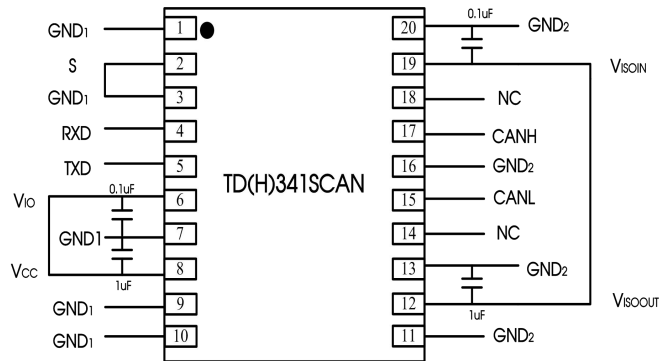 GND1 1 20 0.1uF GND2
S 2 19 VISOIN
GND1 3 18 NC
RXD 4 17 CANH
TXD 5 16 GND2
TD(H)341SCAN
VIO 0.1uF 6 15 CANL
GND1 7 14 NC
VCC 1uF 8 13 GND2
GND1 9 12 1uF VISOOUT
GND1 10 11 GND2